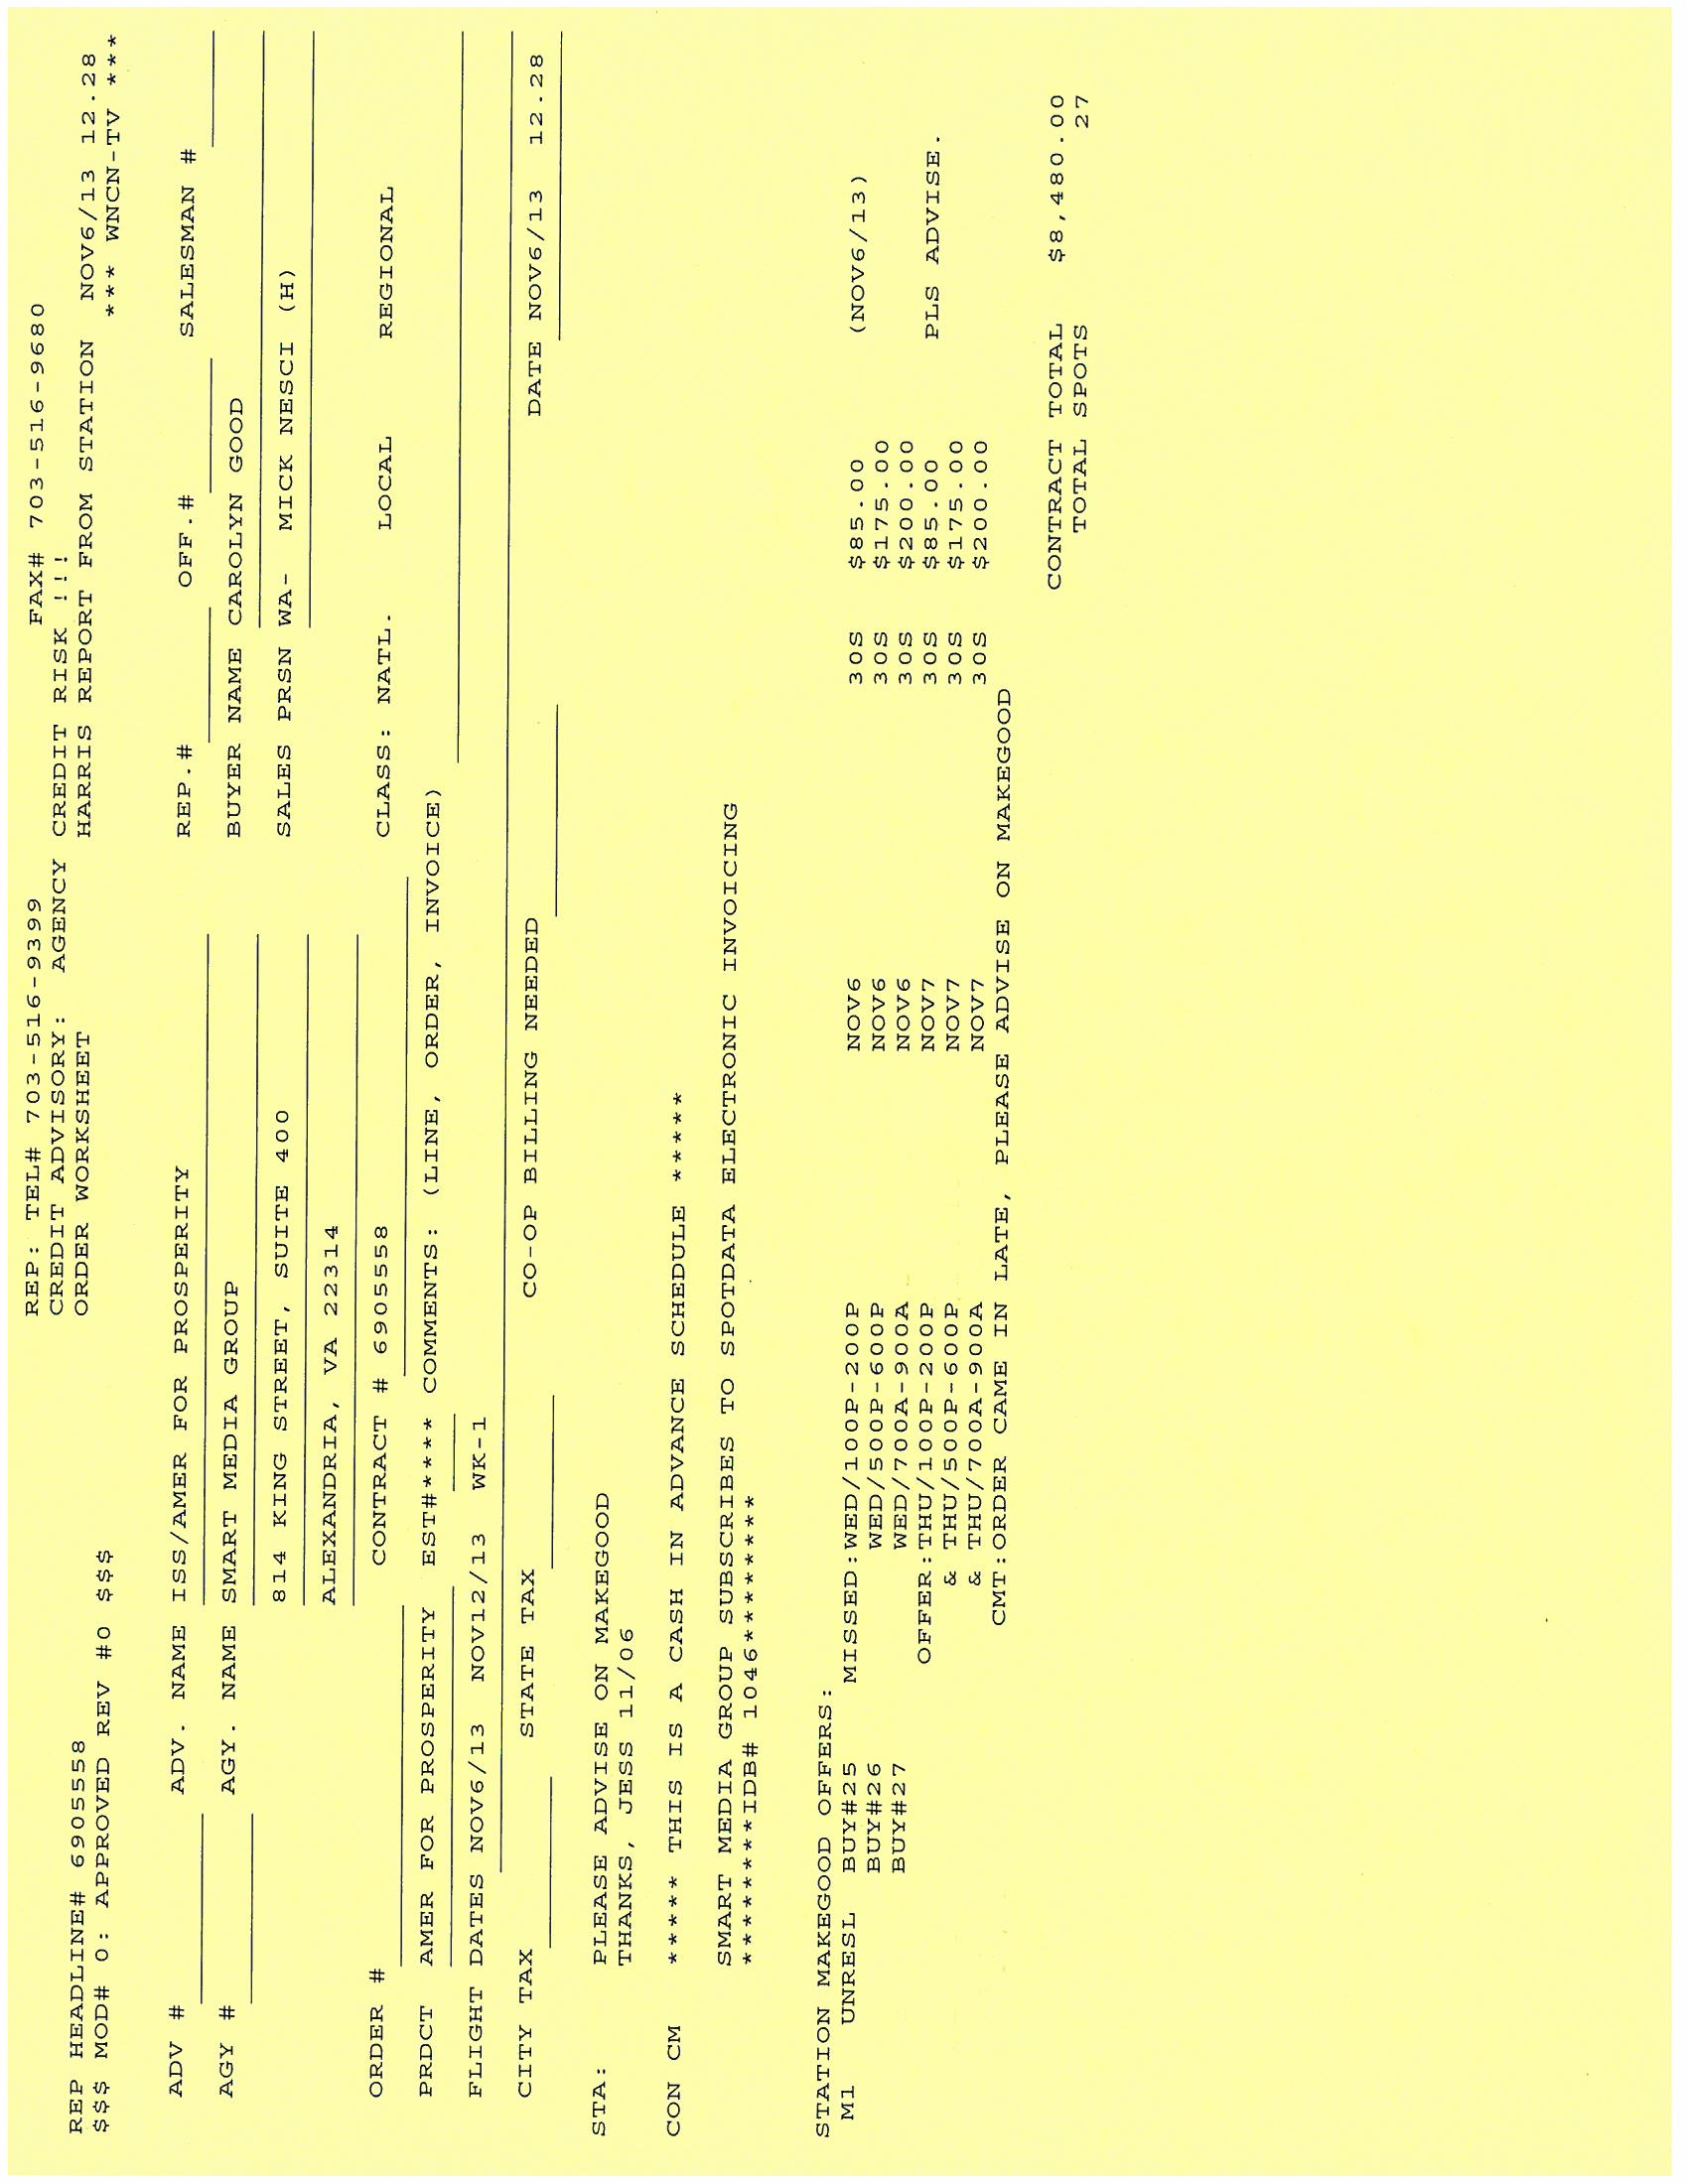 REP: TEL# 703-516-9399 FAX# 703-516-9680
CREDIT ADVISORY: AGENCY CREDIT RISK !!!
REP HEADLINE# 6905558 ORDER WORKSHEET HARRIS REPORT FROM STATION NOV6/13 12.28
$$$ MOD# 0: APPROVED REV #0 $$$ *** WNCN-TV ***
ADV # ADV. NAME ISS/AMER FOR PROSPERITY REP.# OFF.# SALESMAN #
AGY # AGY. NAME SMART MEDIA GROUP BUYER NAME CAROLYN GOOD
814 KING STREET, SUITE 400 SALES PRSN WA- MICK NESCI (H)
ALEXANDRIA, VA 22314
ORDER # CONTRACT # 6905558 CLASS: NATL. LOCAL REGIONAL
PRDCT AMER FOR PROSPERITY EST#**** COMMENTS: (LINE, ORDER, INVOICE)
FLIGHT DATES NOV6/13 NOV12/13 WK-1
CITY TAX STATE TAX CO-OP BILLING NEEDED DATE NOV6/13 12.28
STA: PLEASE ADVISE ON MAKEGOOD
THANKS, JESS 11/06
CON CM ***** THIS IS A CASH IN ADVANCE SCHEDULE *****
SMART MEDIA GROUP SUBSCRIBES TO SPOTDATA ELECTRONIC INVOICING
*********IDB# 1046*********
STATION MAKEGOOD OFFERS:
M1 UNRESL BUY#25 MISSED:WED/100P-200P NOV6 30S $85.00 (NOV6/13)
BUY#26 WED/500P-600P NOV6 30S $175.00
BUY#27 WED/700A-900A NOV6 30S $200.00
OFFER:THU/100P-200P NOV7 30S $85.00 PLS ADVISE.
& THU/500P-600P NOV7 30S $175.00
& THU/700A-900A NOV7 30S $200.00
CMT:ORDER CAME IN LATE, PLEASE ADVISE ON MAKEGOOD
CONTRACT TOTAL $8,480.00
TOTAL SPOTS 27